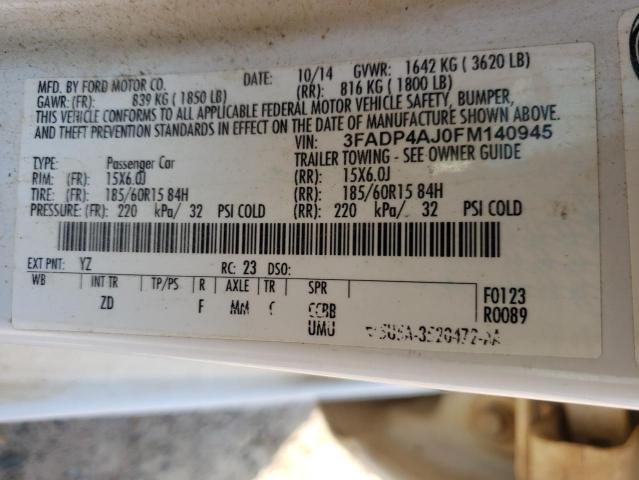 MFD. BY FORD MOTOR CO. DATE: 10/14 GVWR: 1642 KG ( 3620 LB)
GAWR: (FR): 839 KG ( 1850 LB) (RR): 816 KG ( 1800 LB)
THIS VEHICLE CONFORMS TO ALL APPLICABLE FEDERAL MOTOR VEHICLE SAFETY, BUMPER,
AND THEFT PREVENTION STANDARDS IN EFFECT ON THE DATE OF MANUFACTURE SHOWN ABOVE.
VIN: 3FADP4AJ0FM140945
TYPE: Passenger Car TRAILER TOWING - SEE OWNER GUIDE
RIM: (FR): 15X6.0J (RR): 15X6.0J
TIRE: (FR): 185/60R15 84H (RR): 185/60R15 84H
PRESSURE: (FR): 220 kPa/ 32 PSI COLD (RR): 220 kPa/ 32 PSI COLD
EXT PNT: YZ RC: 23 DSO:
WB INT TR TP/PS R AXLE TR SPR
ZD F MM C CCBB F0123
UMU R0089